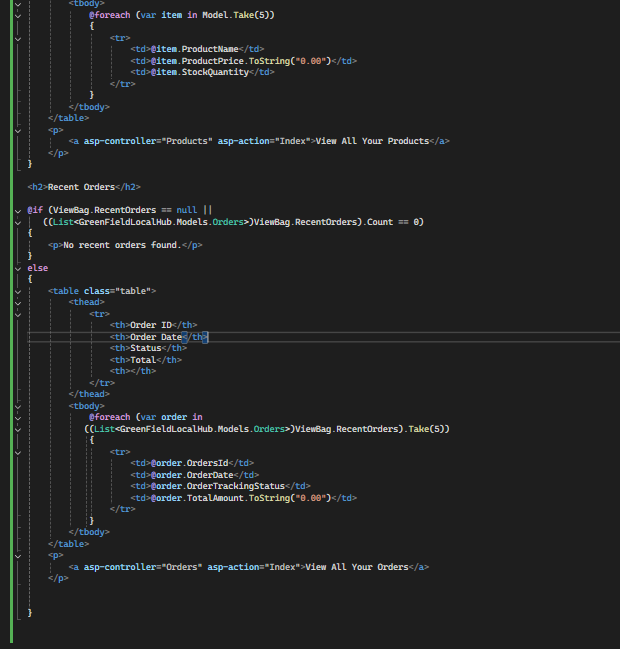 <tbody>
@foreach (var item in Model.Take(5))
{
<tr>
<td>@item.ProductName</td>
<td>@item.ProductPrice.ToString("0.00")</td>
<td>@item.StockQuantity</td>
</tr>
}
</tbody>
</table>
<p>
<a asp-controller="Products" asp-action="Index">View All Your Products</a>
</p>
}
<h2>Recent Orders</h2>
@if (ViewBag.RecentOrders == null ||
((List<GreenFieldLocalHub.Models.Orders>)ViewBag.RecentOrders).Count == 0)
{
<p>No recent orders found.</p>
}
else
{
<table class="table">
<thead>
<tr>
<th>Order ID</th>
<th>Order Date</th>
<th>Status</th>
<th>Total</th>
<th></th>
</tr>
</thead>
<tbody>
@foreach (var order in
((List<GreenFieldLocalHub.Models.Orders>)ViewBag.RecentOrders).Take(5))
{
<tr>
<td>@order.OrdersId</td>
<td>@order.OrderDate</td>
<td>@order.OrderTrackingStatus</td>
<td>@order.TotalAmount.ToString("0.00")</td>
</tr>
}
</tbody>
</table>
<p>
<a asp-controller="Orders" asp-action="Index">View All Your Orders</a>
</p>
}